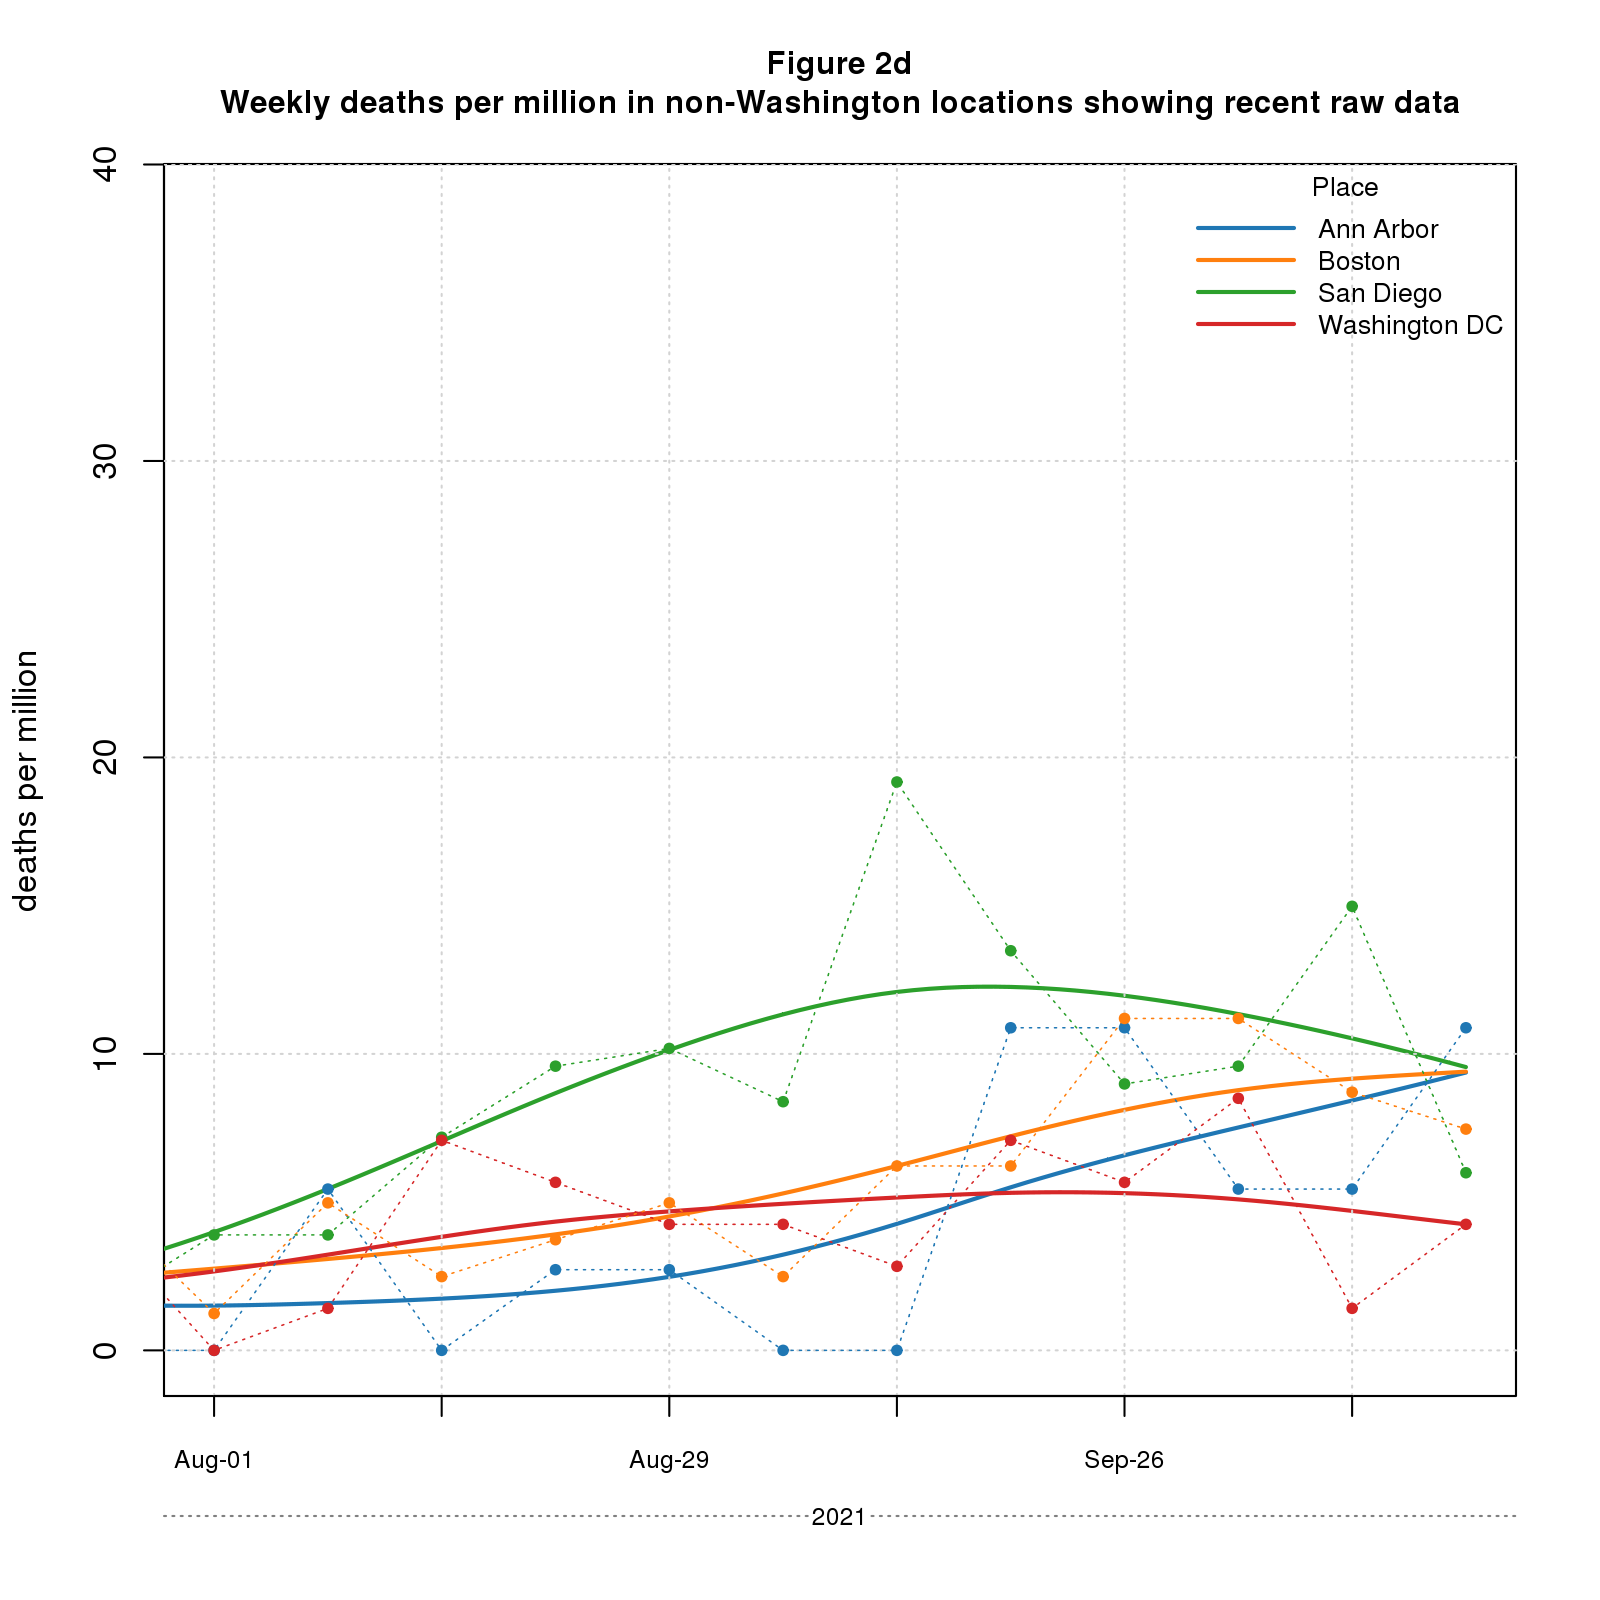 Figure 2d
Weekly deaths per million in non-Washington locations showing recent raw data
deaths per million
40
30
20
10
0
Place
Ann Arbor
Boston
San Diego
Washington DC
Aug-01
Aug-29
Sep-26
2021